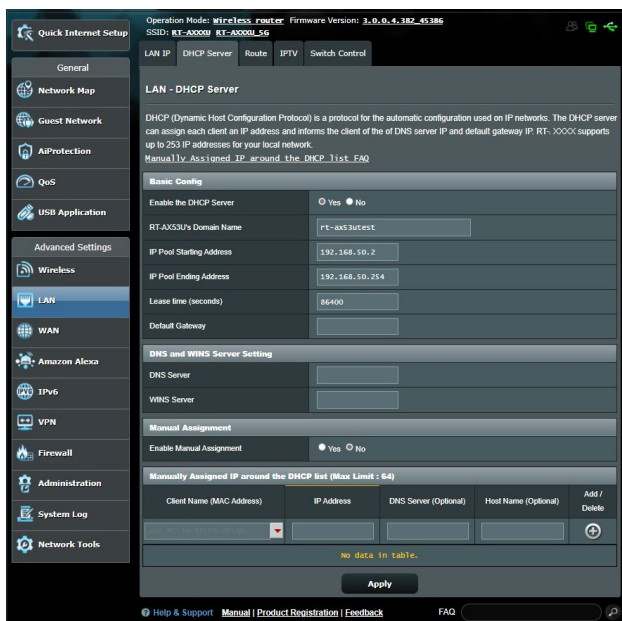 Quick Internet Setup
General
Network Map
Guest Network
AiProtection
QoS
USB Application
Advanced Settings
Wireless
LAN
WAN
Amazon Alexa
IPv6
VPN
Firewall
Administration
System Log
Network Tools
Operation Mode: Wireless router Firmware Version: 3.0.0.4.382_45386
SSID: RT-AXXXU RT-AXXXU_5G
LAN IP DHCP Server Route IPTV Switch Control
LAN - DHCP Server
DHCP (Dynamic Host Configuration Protocol) is a protocol for the automatic configuration used on IP networks. The DHCP server
can assign each client an IP address and informs the client of the of DNS server IP and default gateway IP. RT- XXXX supports
up to 253 IP addresses for your local network.
Manually Assigned IP around the DHCP list FAQ
Basic Config
Enable the DHCP Server Yes No
RT-AX53U's Domain Name rt-ax53utest
IP Pool Starting Address 192.168.50.2
IP Pool Ending Address 192.168.50.254
Lease time (seconds) 86400
Default Gateway
DNS and WINS Server Setting
DNS Server
WINS Server
Manual Assignment
Enable Manual Assignment Yes No
Manually Assigned IP around the DHCP list (Max Limit : 64)
Client Name (MAC Address) IP Address DNS Server (Optional) Host Name (Optional) Add / Delete
No data in table.
Apply
Help & Support Manual | Product Registration | Feedback FAQ